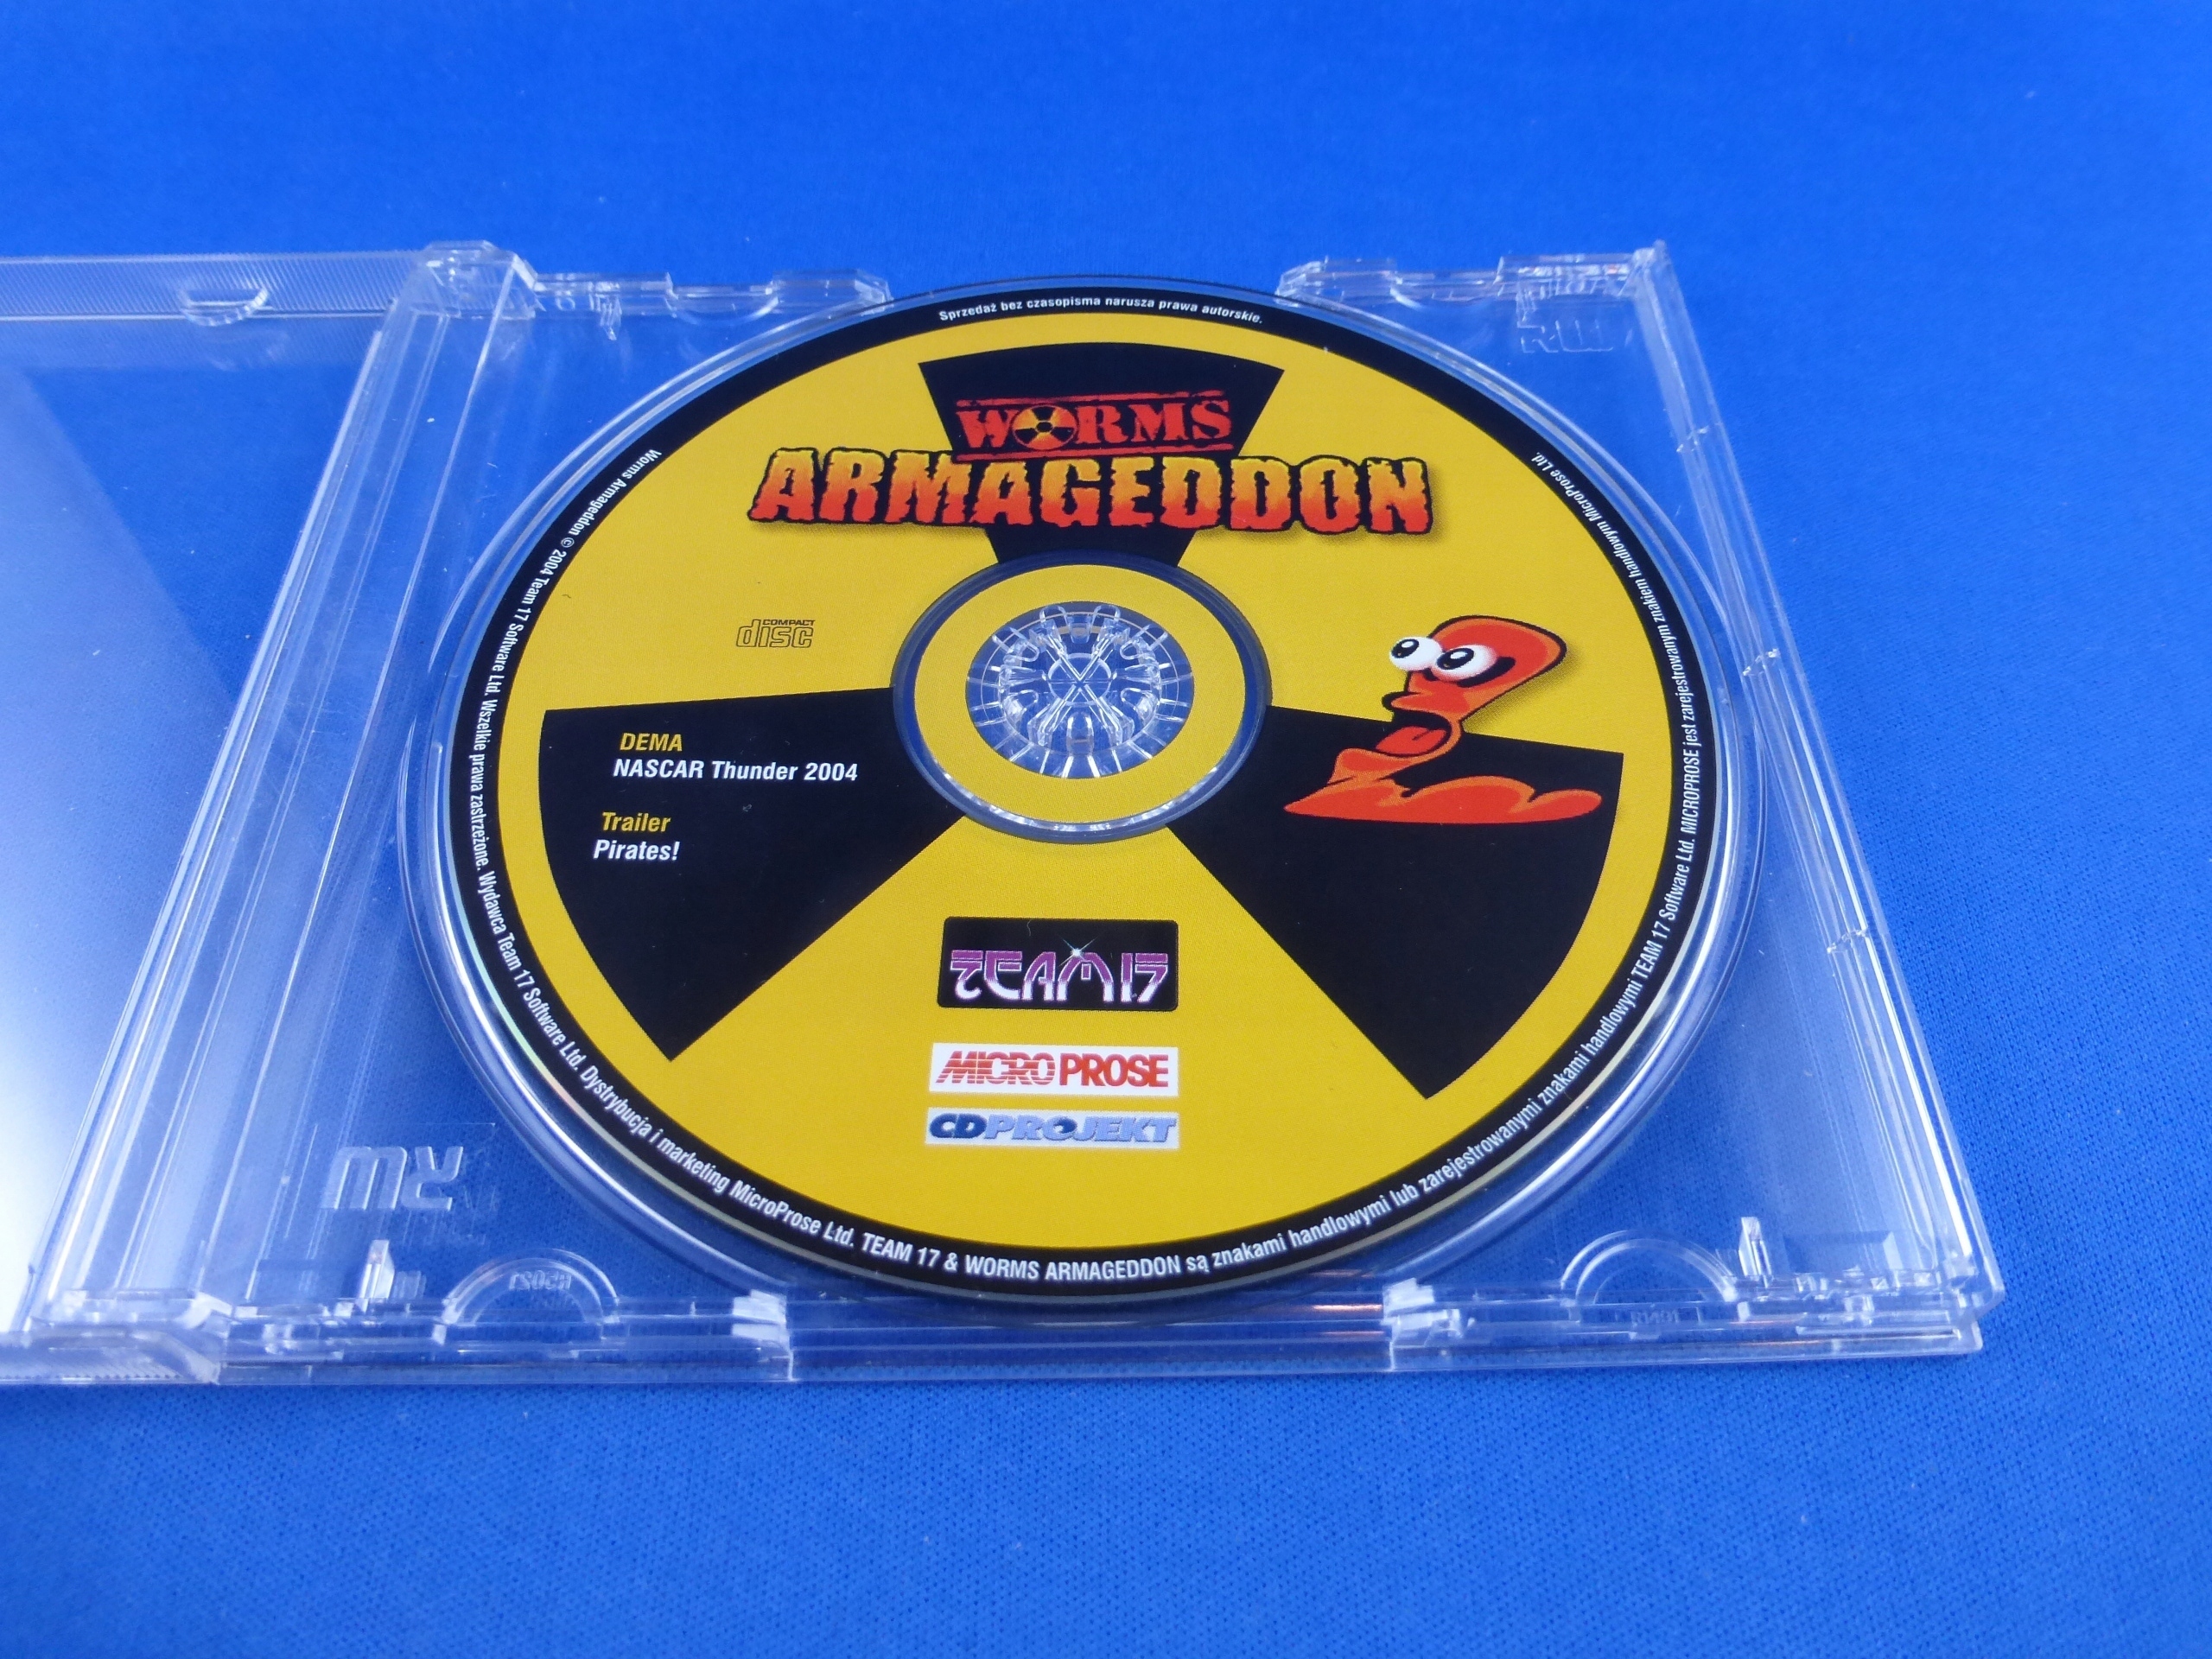 Sprzedaż bez czasopisma narusza prawa autorskie.
WORMS
ARMAGEDDON
COMPACT
disc
DEMA
NASCAR Thunder 2004
Trailer
Pirates!
TEAM17
MICROPROSE
CDPROJEKT
Worms Armageddon © 2004 Team 17 Software Ltd. Wszelkie prawa zastrzeżone. Wydawca Team 17 Software Ltd. Dystrybucja i marketing MicroProse Ltd. TEAM 17 & WORMS ARMAGEDDON są znakami handlowymi lub zarejestrowanymi znakami handlowymi TEAM 17 Software Ltd. MICROPROSE jest zarejestrowanym znakiem handlowym MicroProse Ltd.
RW
RW